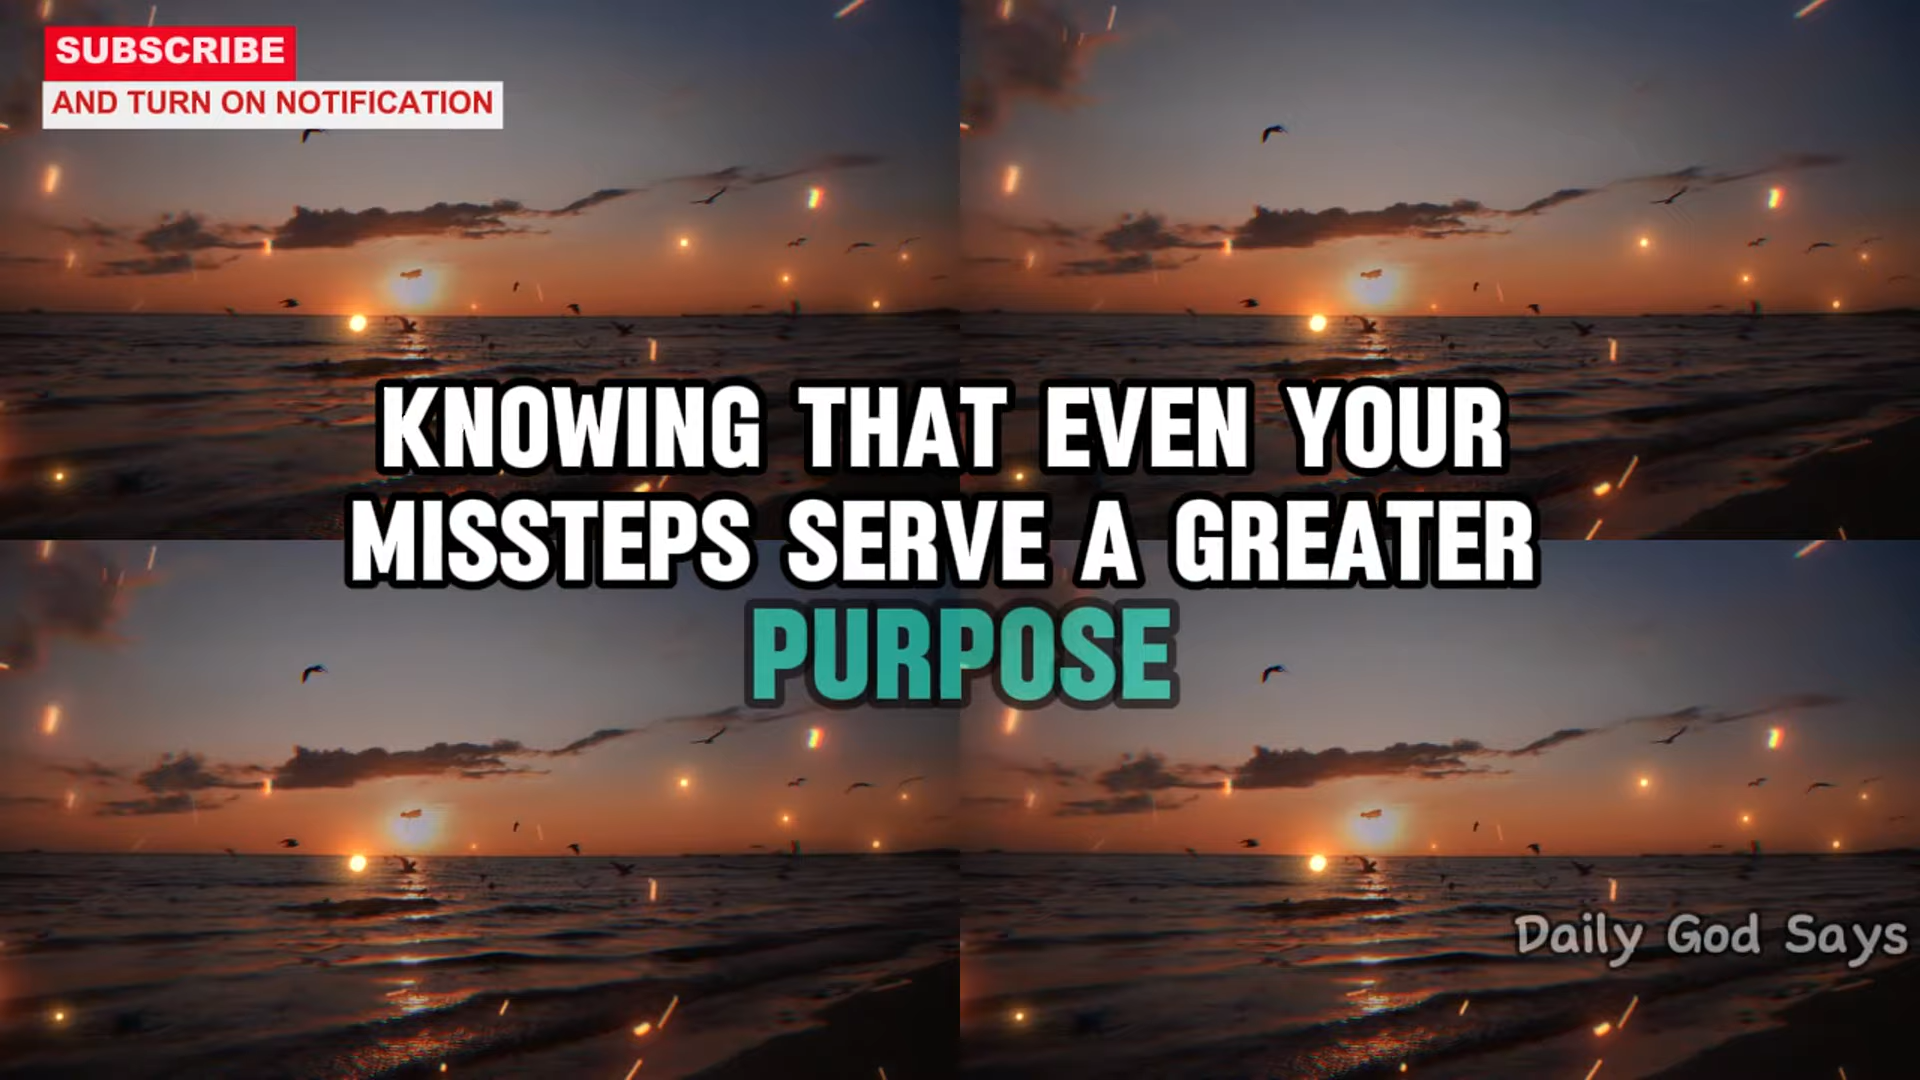 SUBSCRIBE
AND TURN ON NOTIFICATION
KNOWING THAT EVEN YOUR
MISSTEPS SERVE A GREATER
PURPOSE
Daily God Says